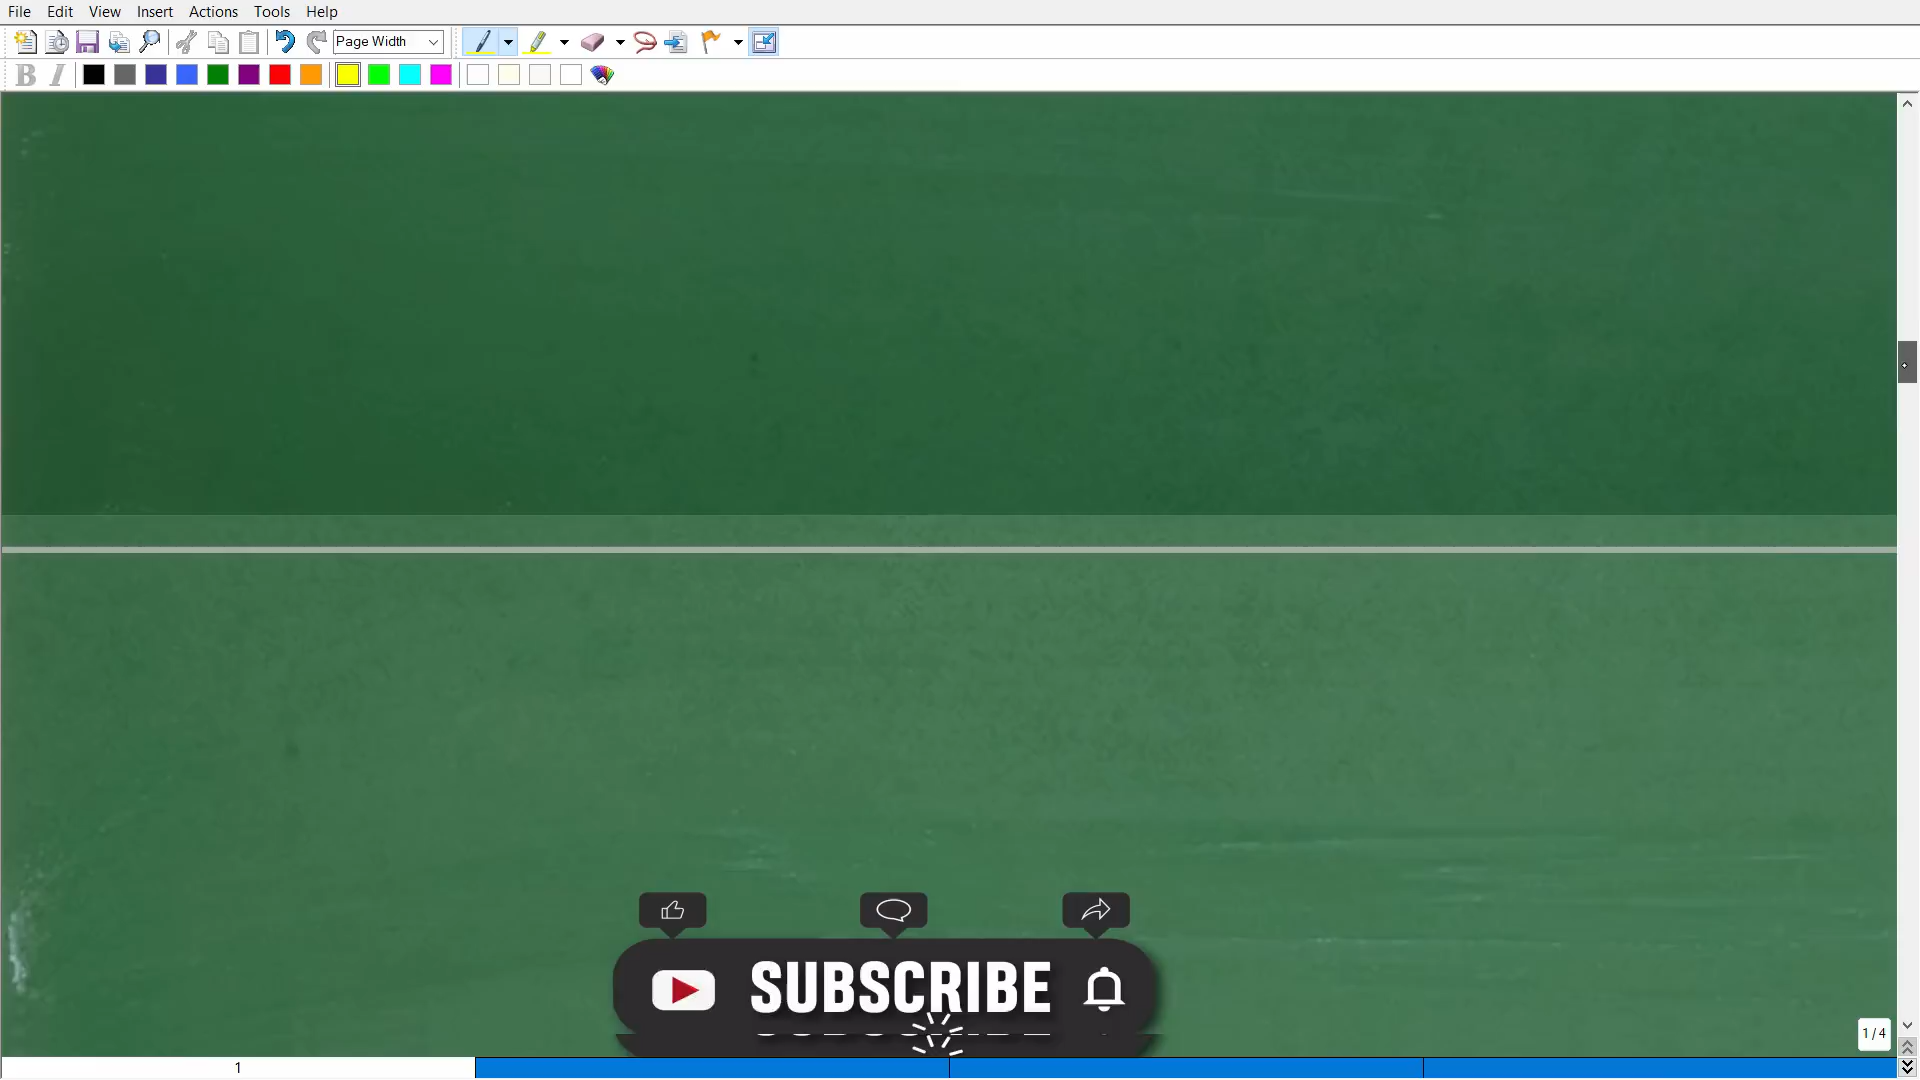 File Edit View Insert Actions Tools Help
Page Width
B I
SUBSCRIBE
1 / 4
1